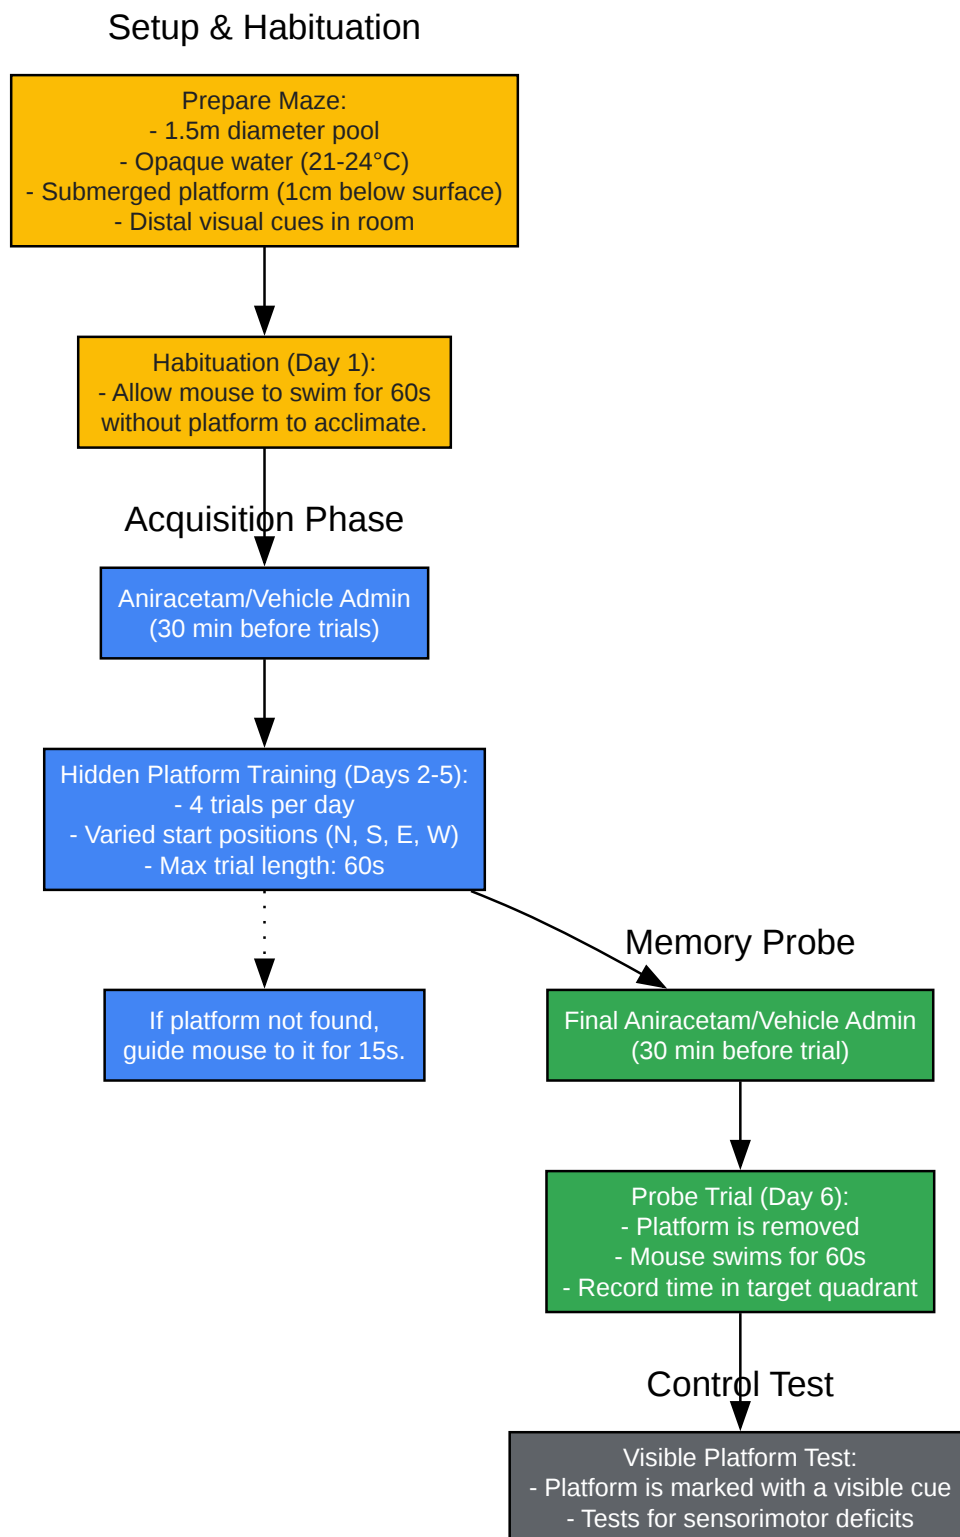 Setup & Habituation
Prepare Maze:
- 1.5m diameter pool
- Opaque water (21-24°C)
- Submerged platform (1cm below surface)
- Distal visual cues in room
Habituation (Day 1):
- Allow mouse to swim for 60s
without platform to acclimate.
Acquisition Phase
Aniracetam/Vehicle Admin
(30 min before trials)
Hidden Platform Training (Days 2-5):
- 4 trials per day
- Varied start positions (N, S, E, W)
- Max trial length: 60s
If platform not found,
guide mouse to it for 15s.
Memory Probe
Final Aniracetam/Vehicle Admin
(30 min before trial)
Probe Trial (Day 6):
- Platform is removed
- Mouse swims for 60s
- Record time in target quadrant
Control Test
Visible Platform Test:
- Platform is marked with a visible cue
- Tests for sensorimotor deficits